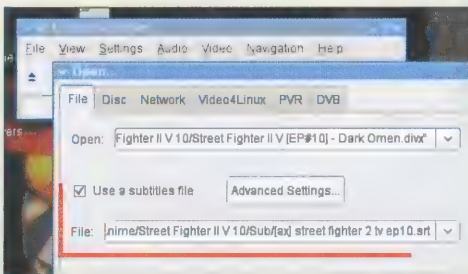 File View Settings Audio Video Navigation Help
Open...
File Disc Network Video4Linux PVR DVB
Open: Fighter II V 10/Street Fighter II V [EP#10] - Dark Omen.divx"
Use a subtitles file Advanced Settings...
File: .nime/Street Fighter II V 10/Sub/[ax] street fighter 2 tv ep10.srt